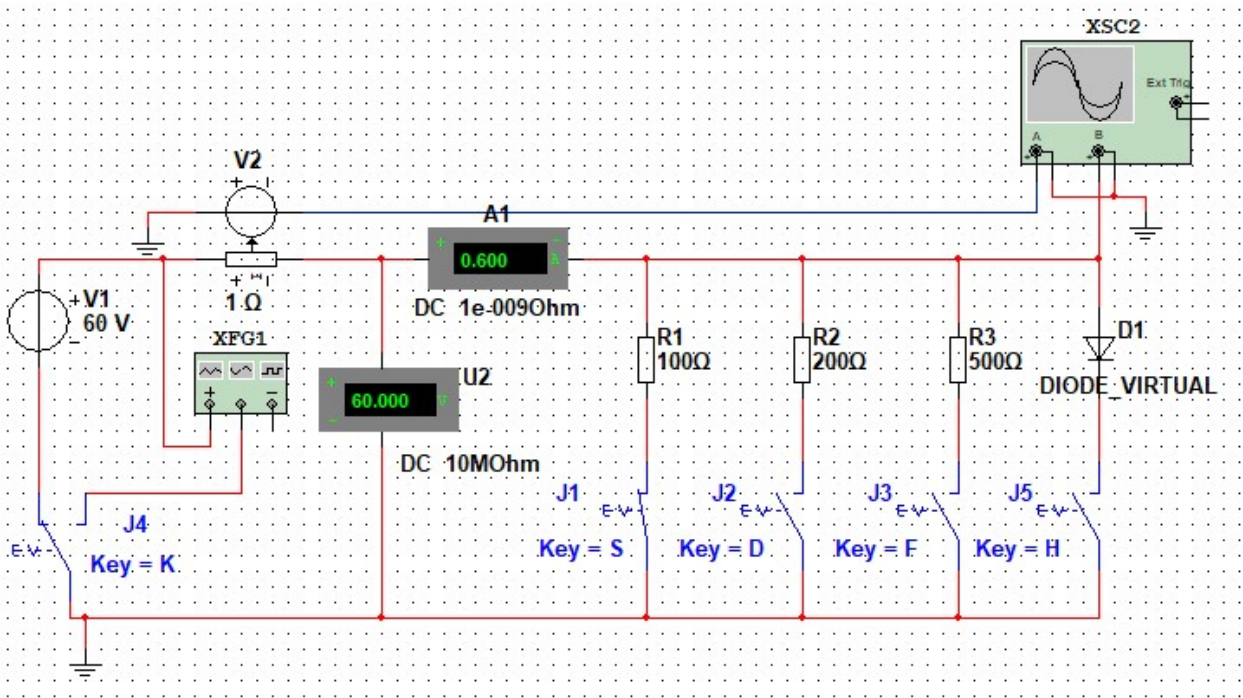 XSC2
Ext Trig
A
B
V2
A1
0.600
A
DC 1e-009Ohm
V1
60 V
1 Ω
XFG1
U2
60.000
V
DC 10MOhm
R1
100Ω
R2
200Ω
R3
500Ω
D1
DIODE_VIRTUAL
J4
Key = K
J1
Key = S
J2
Key = D
J3
Key = F
J5
Key = H